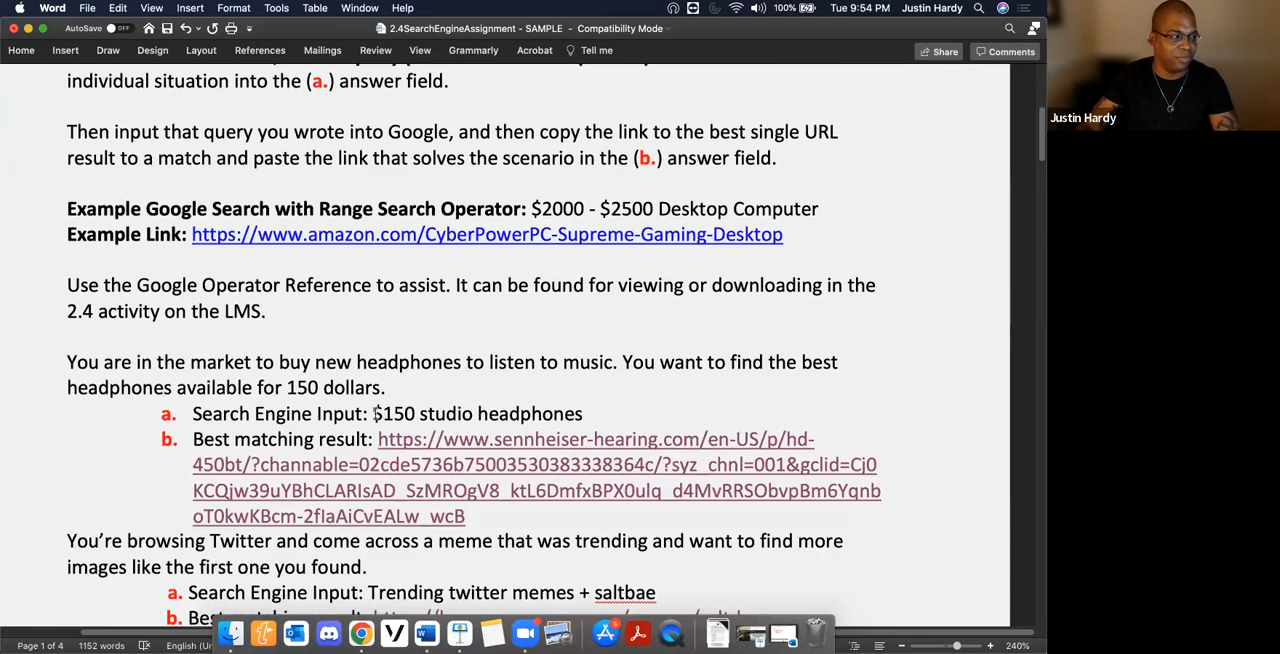 Word File Edit View Insert Format Tools Table Window Help 100% Tue 9:54 PM Justin Hardy
AutoSave OFF 2.4SearchEngineAssignment - SAMPLE - Compatibility Mode
Home Insert Draw Design Layout References Mailings Review View Grammarly Acrobat Tell me Share Comments
individual situation into the (a.) answer field.
Then input that query you wrote into Google, and then copy the link to the best single URL
result to a match and paste the link that solves the scenario in the (b.) answer field.
Example Google Search with Range Search Operator: $2000 - $2500 Desktop Computer
Example Link: https://www.amazon.com/CyberPowerPC-Supreme-Gaming-Desktop
Use the Google Operator Reference to assist. It can be found for viewing or downloading in the
2.4 activity on the LMS.
You are in the market to buy new headphones to listen to music. You want to find the best
headphones available for 150 dollars.
a. Search Engine Input: $150 studio headphones
b. Best matching result: https://www.sennheiser-hearing.com/en-US/p/hd-
450bt/?channable=02cde5736b75003530383338364c/?syz_chnl=001&gclid=Cj0
KCQjw39uYBhCLARIsAD_SzMROgV8_ktL6DmfxBPX0ulq_d4MvRRSObvpBm6Yqnb
oT0kwKBcm-2fIaAiCvEALw_wcB
You're browsing Twitter and come across a meme that was trending and want to find more
images like the first one you found.
a. Search Engine Input: Trending twitter memes + saltbae
b.
Page 1 of 4 1152 words 240%
Justin Hardy